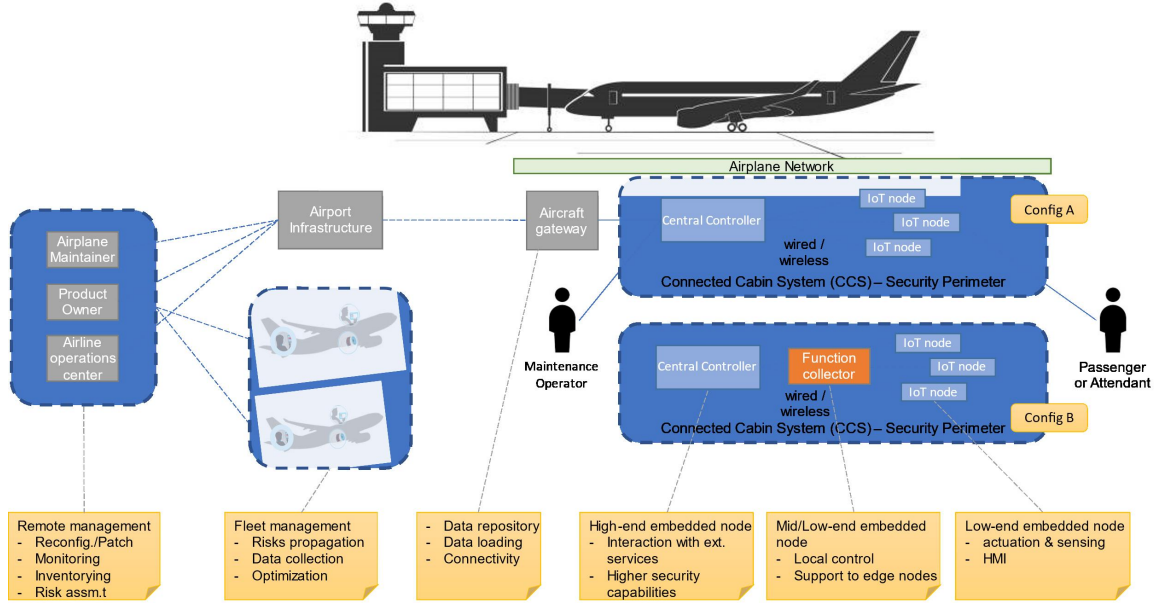 Airplane Network
Airplane
Maintainer
Product
Owner
Airline
operations
center
Airport
Infrastructure
Aircraft
gateway
Central Controller
IoT node
IoT node
IoT node
wired /
wireless
Connected Cabin System (CCS) – Security Perimeter
Config A
Maintenance
Operator
Passenger
or Attendant
Central Controller
Function
collector
IoT node
IoT node
IoT node
wired /
wireless
Connected Cabin System (CCS) – Security Perimeter
Config B
Remote management
- Reconfig./Patch
- Monitoring
- Inventorying
- Risk assm.t
Fleet management
- Risks propagation
- Data collection
- Optimization
- Data repository
- Data loading
- Connectivity
High-end embedded node
- Interaction with ext.
services
- Higher security
capabilities
Mid/Low-end embedded
node
- Local control
- Support to edge nodes
Low-end embedded node
- actuation & sensing
- HMI